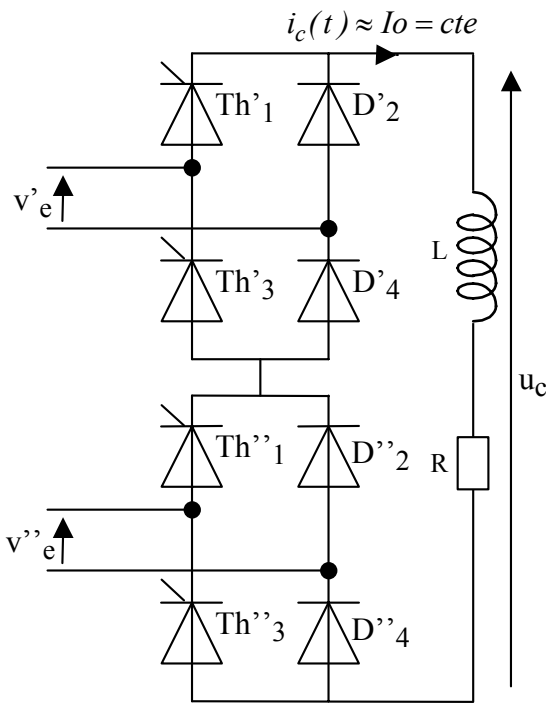 i_c(t) ≈ Io = cte
Th'1 D'2
v'e
L
Th'3 D'4
u_c
Th''1 D''2
R
v''e
Th''3 D''4